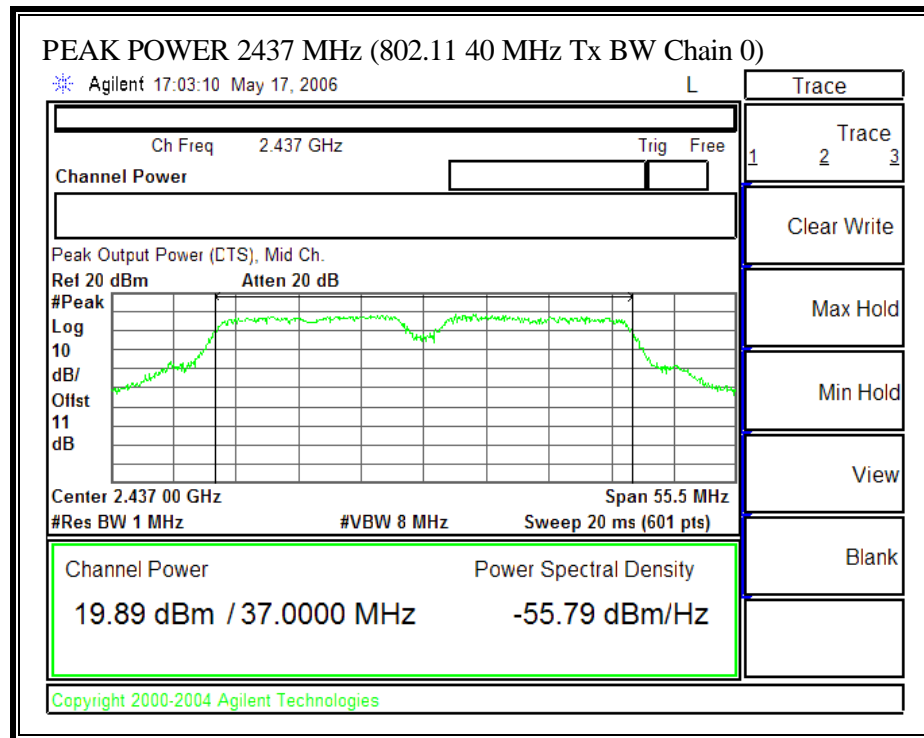 PEAK POWER 2437 MHz (802.11 40 MHz Tx BW Chain 0)
Agilent 17:03:10 May 17, 2006 L
Trace
Ch Freq 2.437 GHz Trig Free
Channel Power
Trace
1 2 3
Clear Write
Max Hold
Min Hold
View
Blank
Peak Output Power (DTS), Mid Ch.
Ref 20 dBm Atten 20 dB
#Peak
Log
10
dB/
Offst
11
dB
Center 2.437 00 GHz Span 55.5 MHz
#Res BW 1 MHz #VBW 8 MHz Sweep 20 ms (601 pts)
Channel Power Power Spectral Density
19.89 dBm / 37.0000 MHz -55.79 dBm/Hz
Copyright 2000-2004 Agilent Technologies